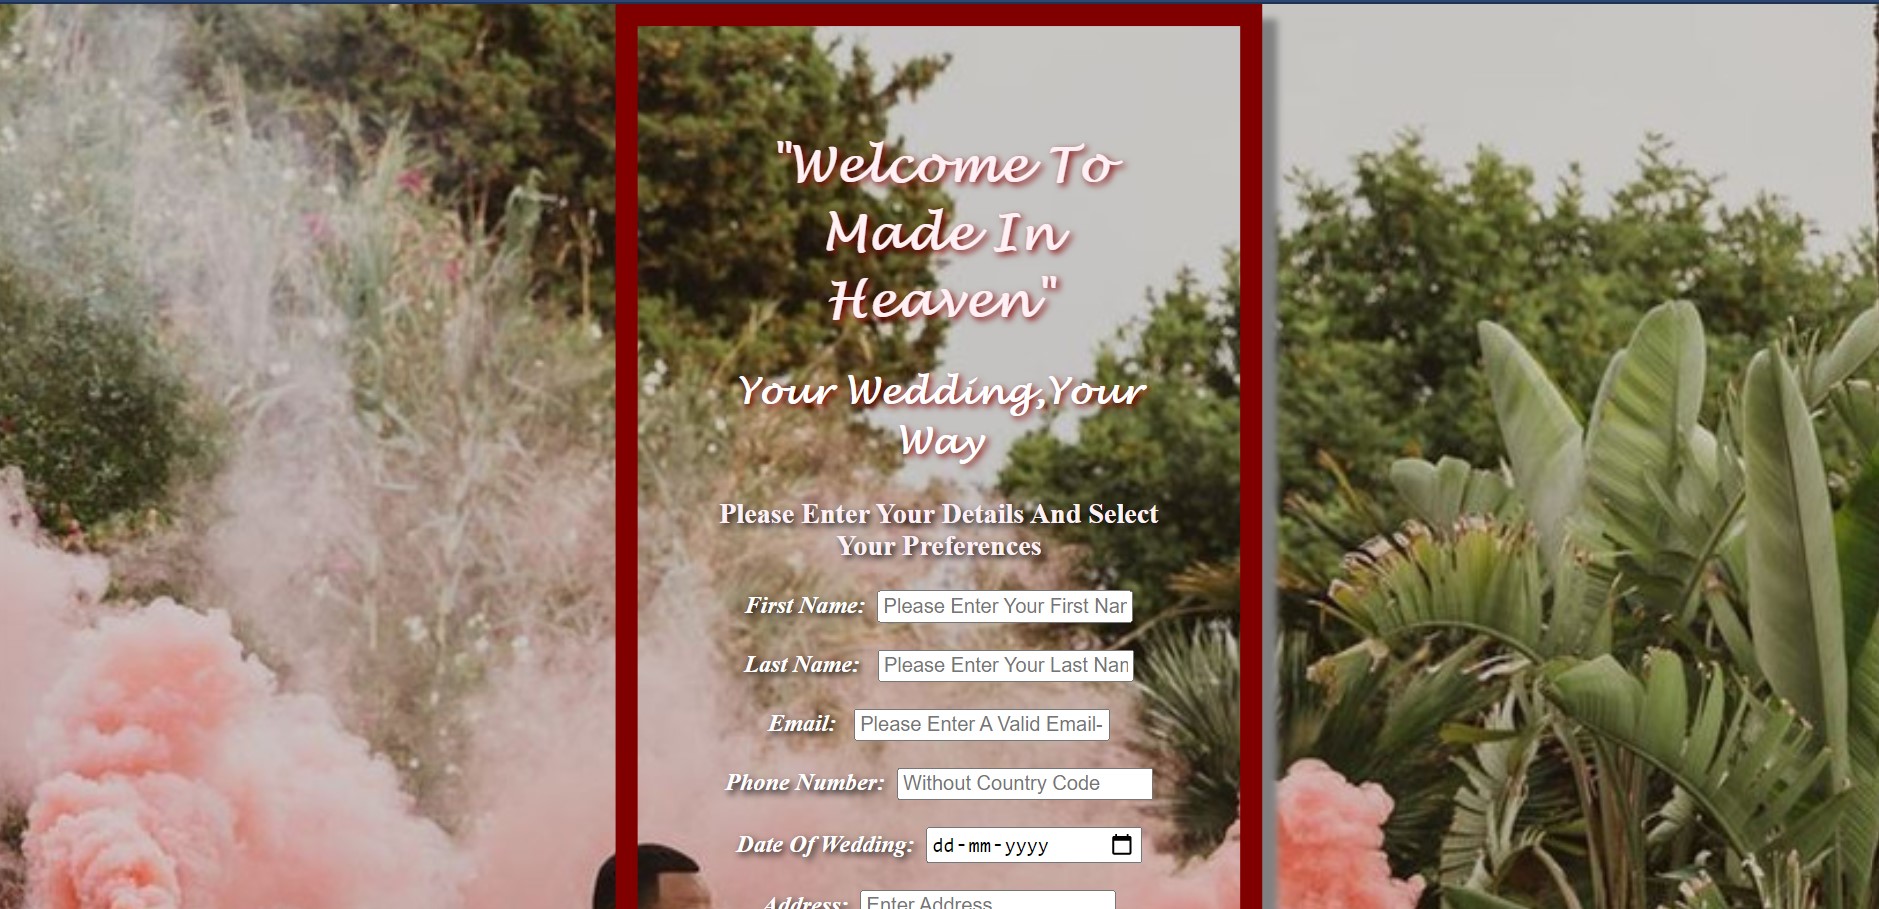 "Welcome To
Made In
Heaven"
Your Wedding,Your
Way
Please Enter Your Details And Select
Your Preferences
First Name: Please Enter Your First Nar
Last Name: Please Enter Your Last Nan
Email: Please Enter A Valid Email-
Phone Number: Without Country Code
Date Of Wedding: dd-mm-yyyy
Address: Enter Address